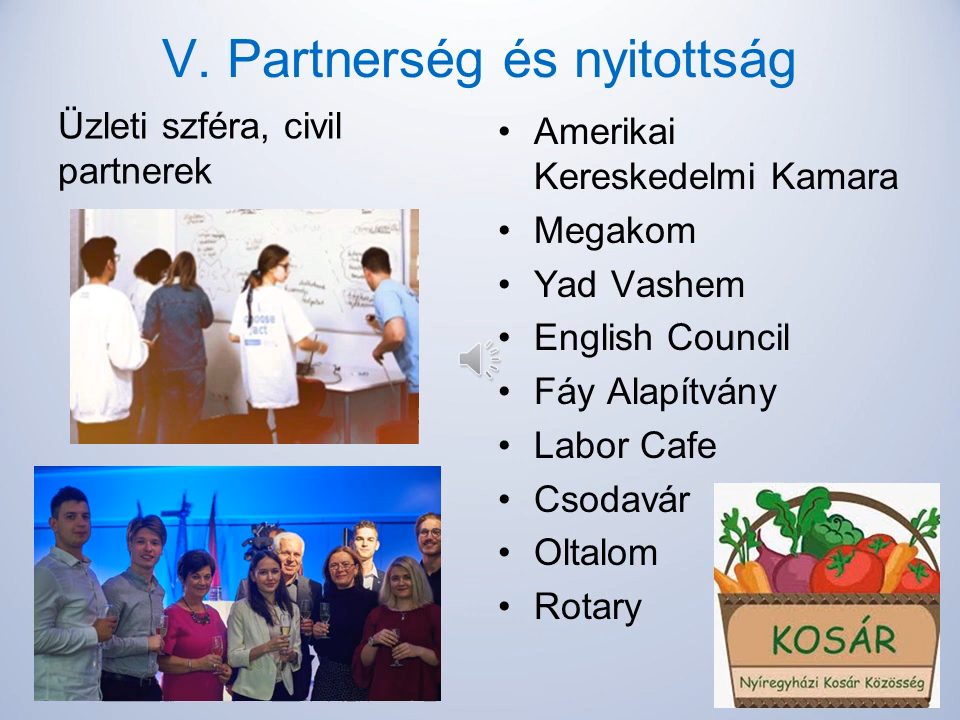 V. Partnerség és nyitottság
Üzleti szféra, civil
partnerek
• Amerikai
Kereskedelmi Kamara
• Megakom
• Yad Vashem
• English Council
• Fáy Alapítvány
• Labor Cafe
• Csodavár
• Oltalom
• Rotary
KOSÁR
Nyíregyházi Kosár Közösség